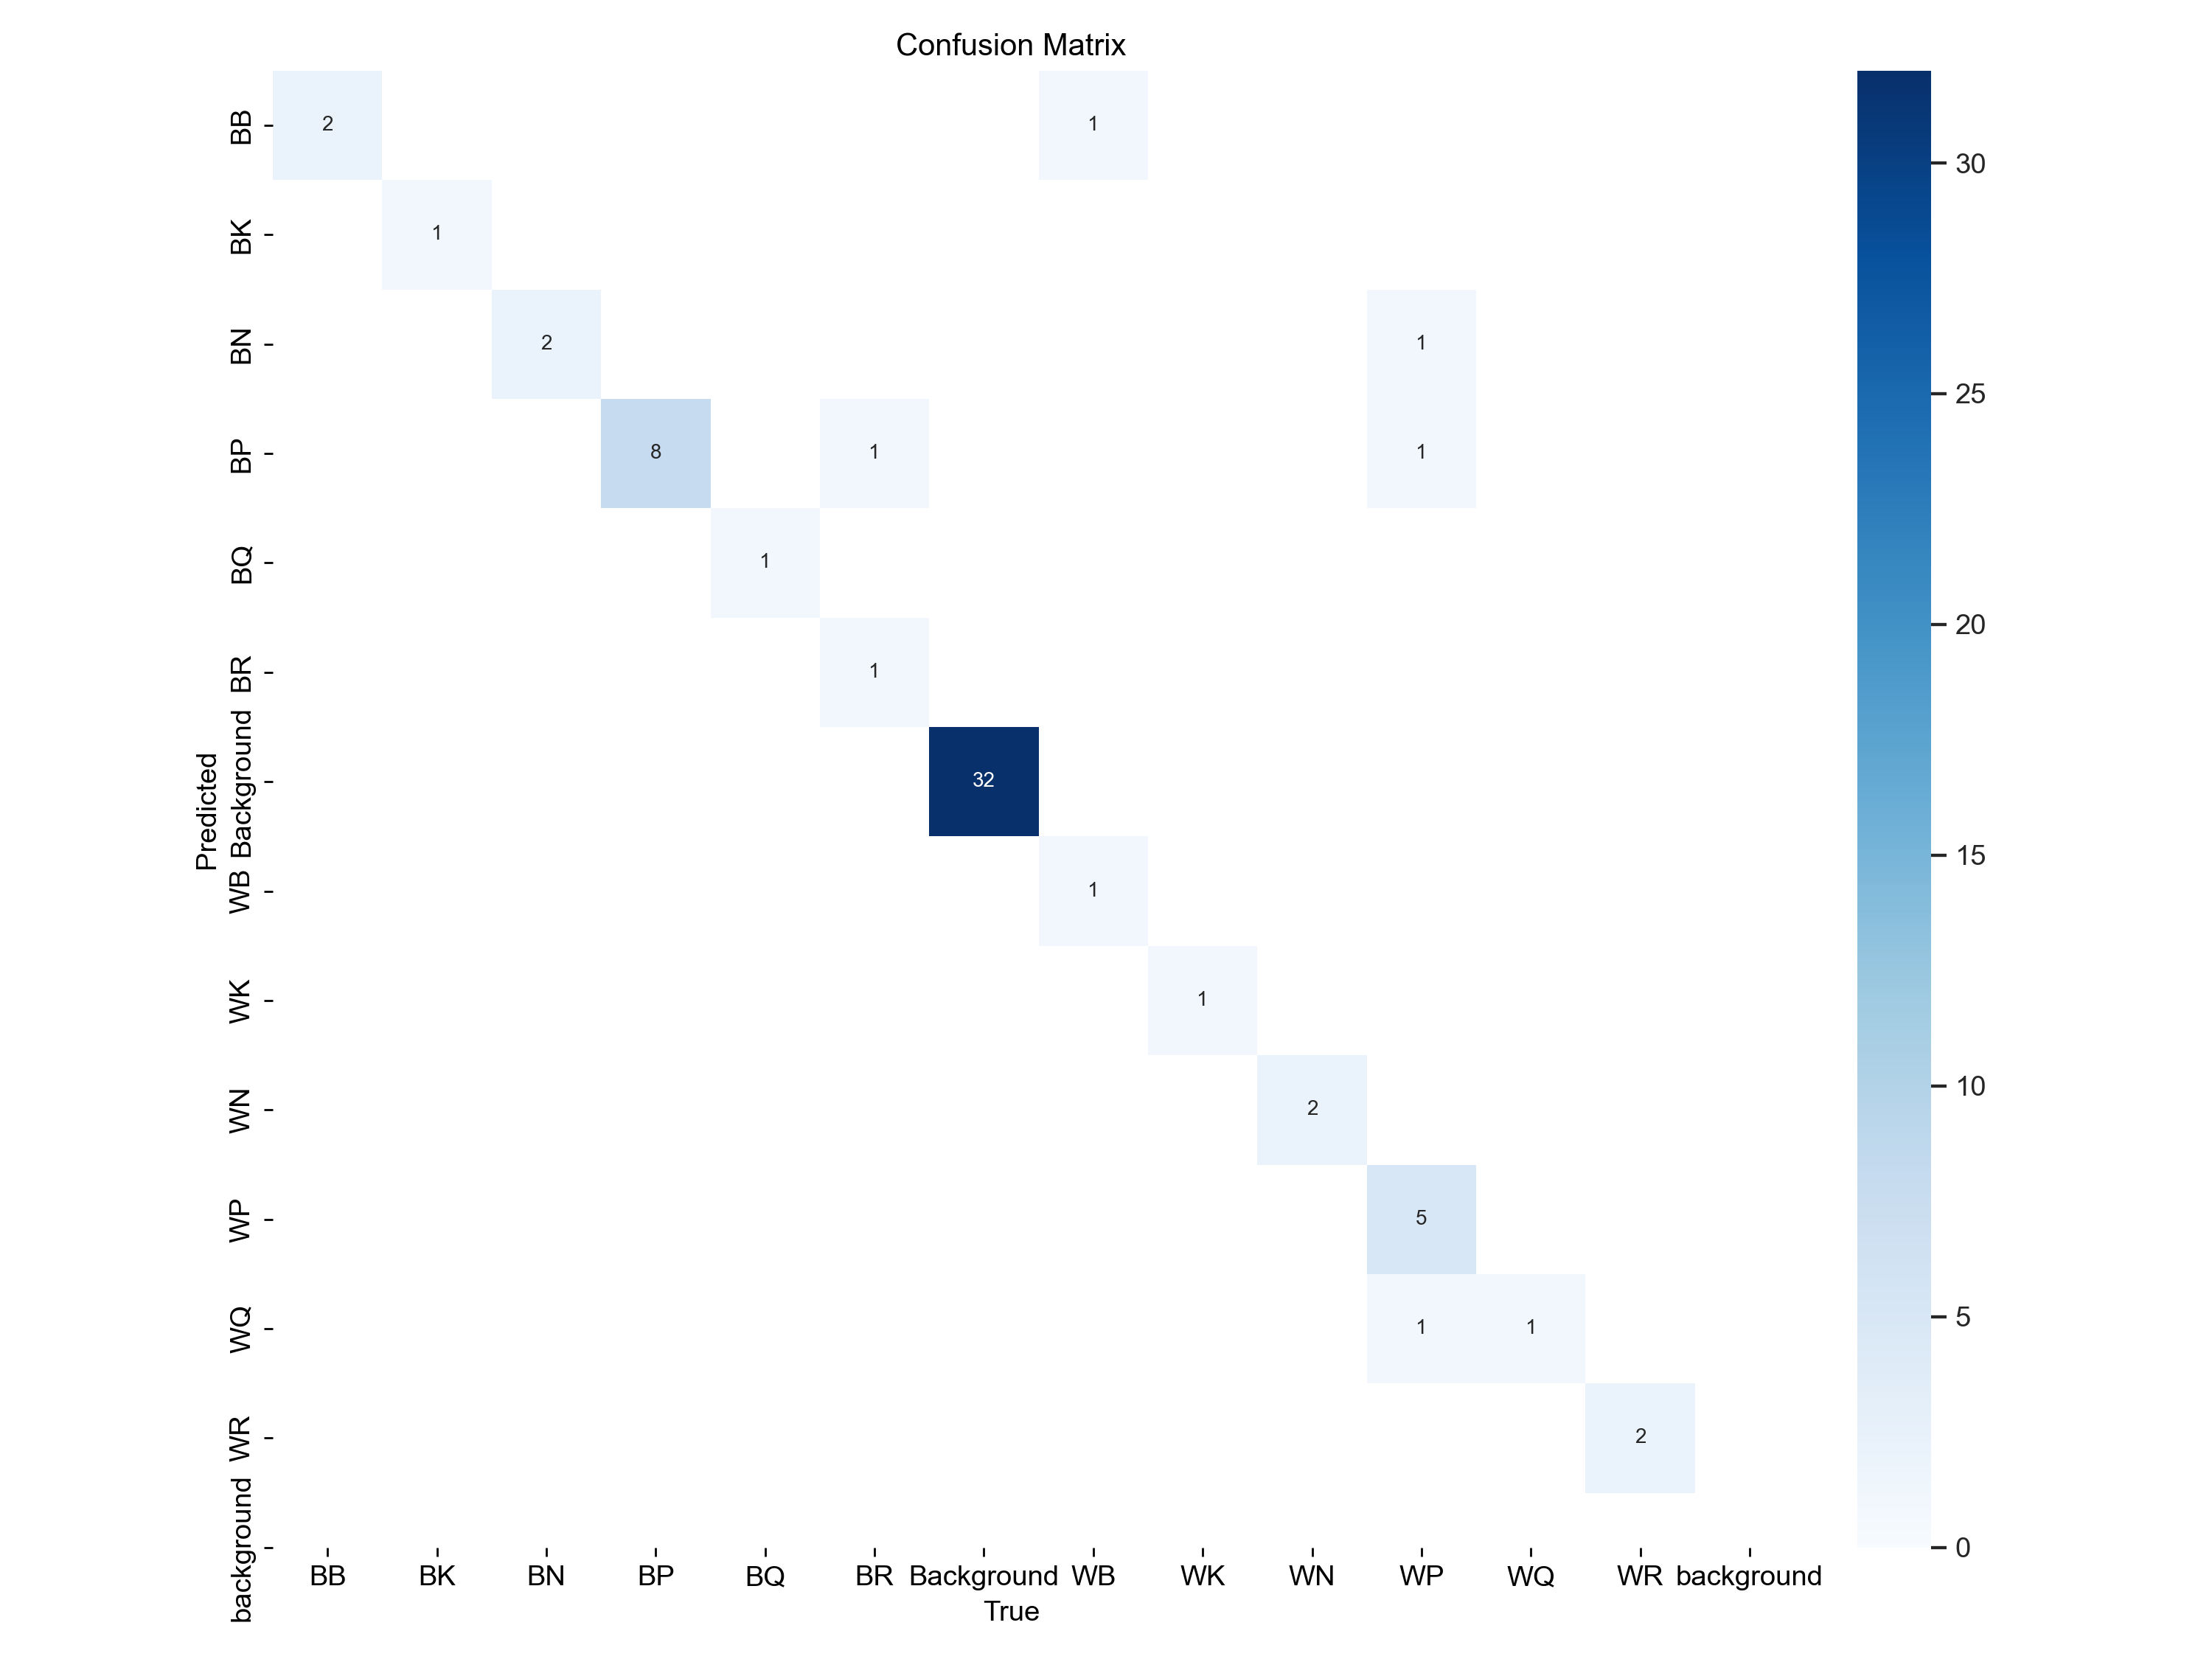 Confusion Matrix
BB 2 1
BK 1
BN 2 1
BP 8 1 1
BQ 1
BR 1
Background 32
WB 1
WK 1
WN 2
WP 5
WQ 1 1
WR 2
background
Predicted
BB BK BN BP BQ BR Background WB WK WN WP WQ WR background
True
30
25
20
15
10
5
0